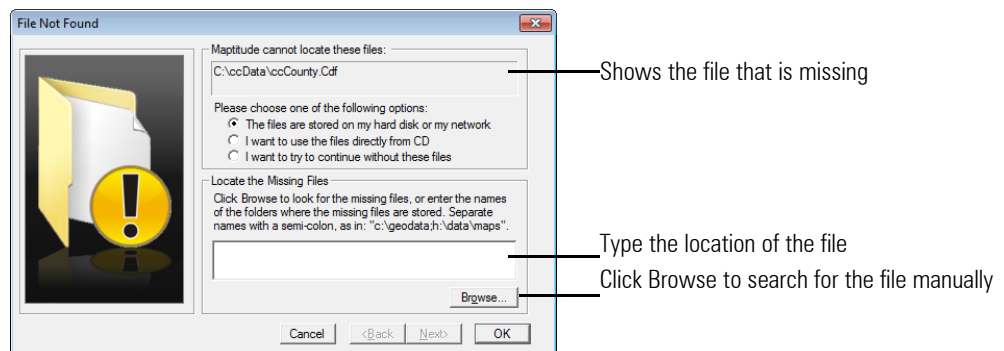 File Not Found
Maptitude cannot locate these files:
C:\ccData\ccCounty.Cdf
Shows the file that is missing
Please choose one of the following options:
The files are stored on my hard disk or my network
I want to use the files directly from CD
I want to try to continue without these files
Locate the Missing Files
Click Browse to look for the missing files, or enter the names
of the folders where the missing files are stored. Separate
names with a semi-colon, as in: "c:\geodata;h:\data\maps".
Type the location of the file
Click Browse to search for the file manually
Browse...
Cancel
<Back
Next>
OK